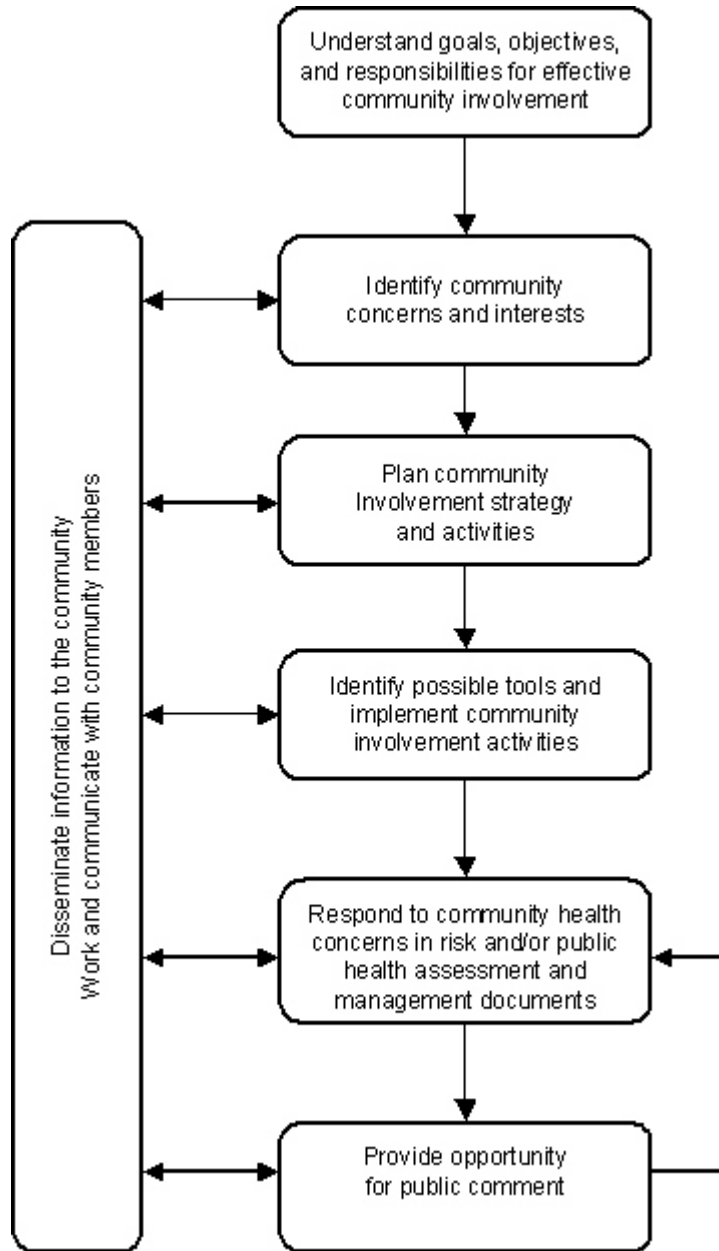 Understand goals, objectives,
and responsibilities for effective
community involvement
Identify community
concerns and interests
Plan community
Involvement strategy
and activities
Identify possible tools and
implement community
involvement activities
Respond to community health
concerns in risk and/or public
health assessment and
management documents
Provide opportunity
for public comment
Disseminate information to the community
Work and communicate with community members